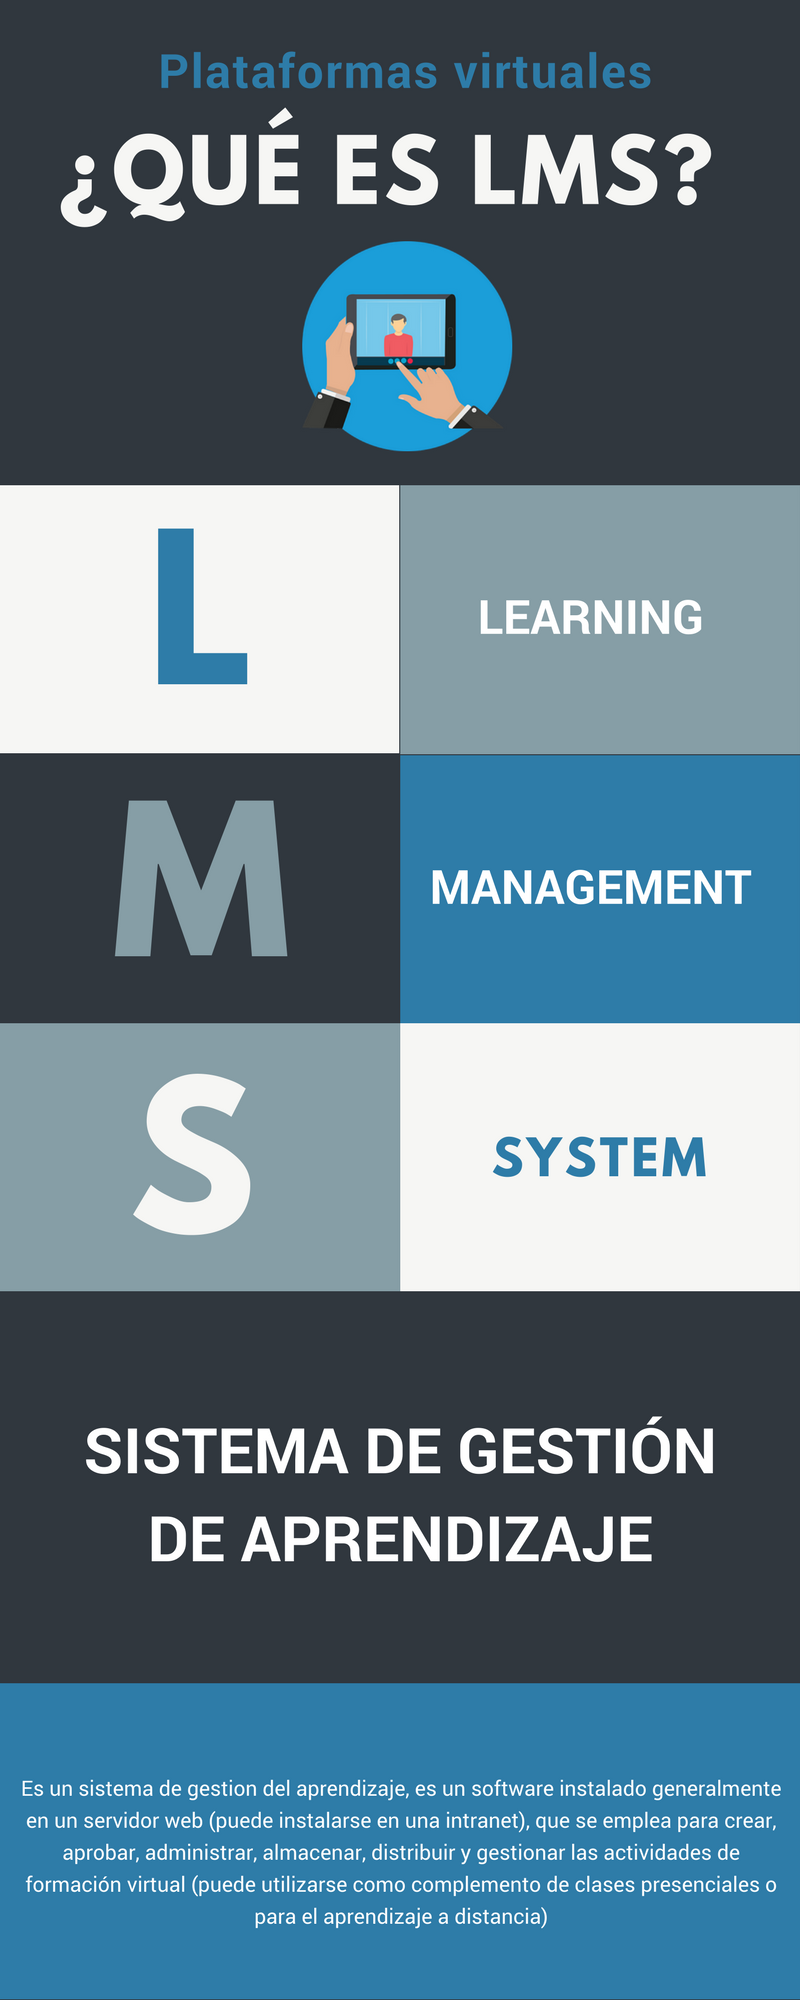 Plataformas virtuales
¿QUÉ ES LMS?
L
LEARNING
M
MANAGEMENT
S
SYSTEM
SISTEMA DE GESTIÓN
DE APRENDIZAJE
Es un sistema de gestion del aprendizaje, es un software instalado generalmente
en un servidor web (puede instalarse en una intranet), que se emplea para crear,
aprobar, administrar, almacenar, distribuir y gestionar las actividades de
formación virtual (puede utilizarse como complemento de clases presenciales o
para el aprendizaje a distancia)